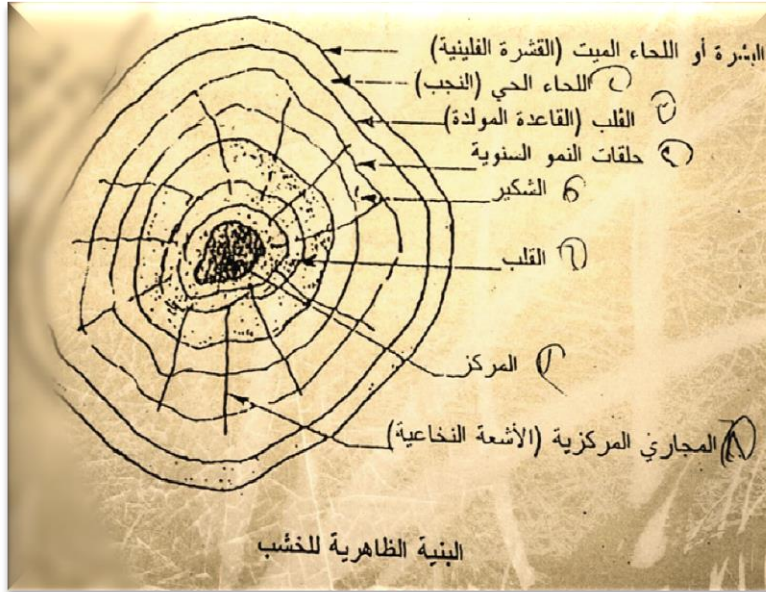 البشرة أو اللحاء الميت (القشرة الفلينية)
اللحاء الحي (النجب)
القلب (القاعدة المولدة)
حلقات النمو السنوية
الشكير
القلب
المركز
المجاري المركزية (الأشعة النخاعية)
البنية الظاهرية للخشب